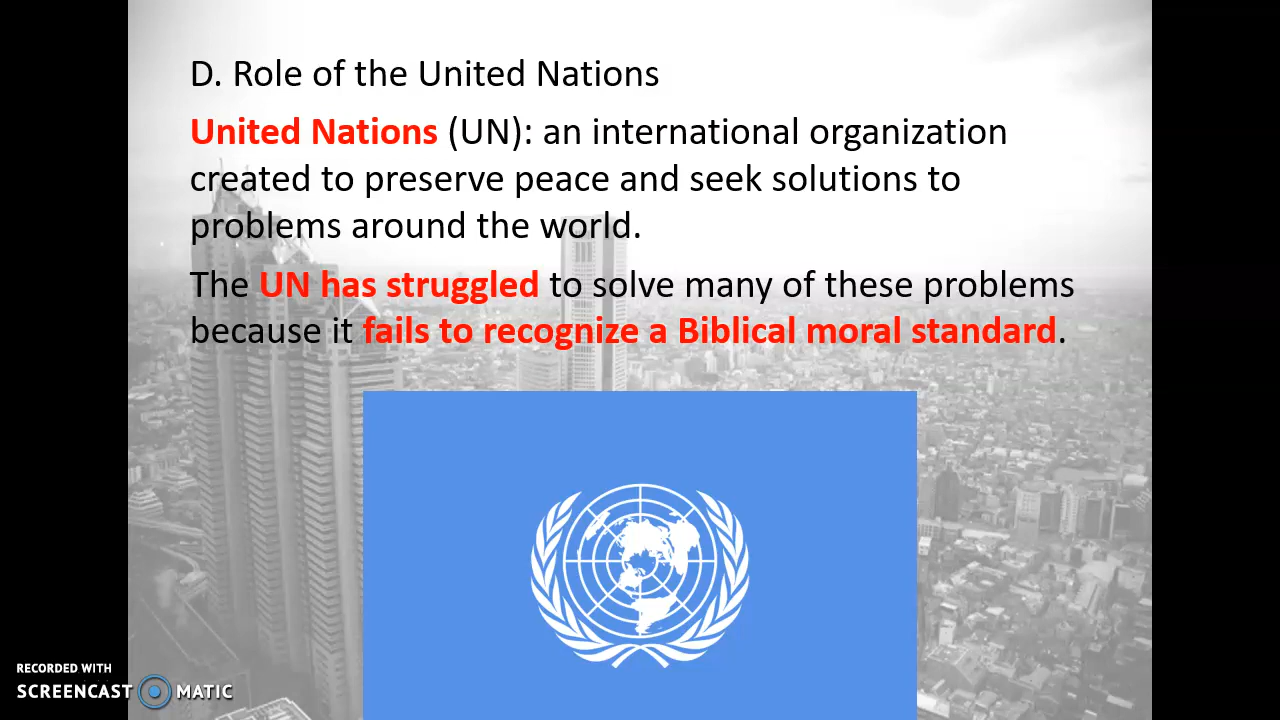 D. Role of the United Nations
United Nations (UN): an international organization
created to preserve peace and seek solutions to
problems around the world.
The UN has struggled to solve many of these problems
because it fails to recognize a Biblical moral standard.
RECORDED WITH
SCREENCAST MATIC